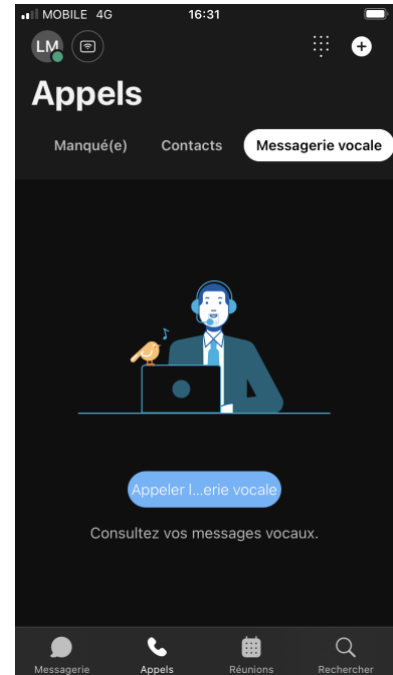 MOBILE 4G 16:31
LM
Appels
Manqué(e) Contacts Messagerie vocale
Appeler l...erie vocale
Consultez vos messages vocaux.
Messagerie Appels Réunions Rechercher